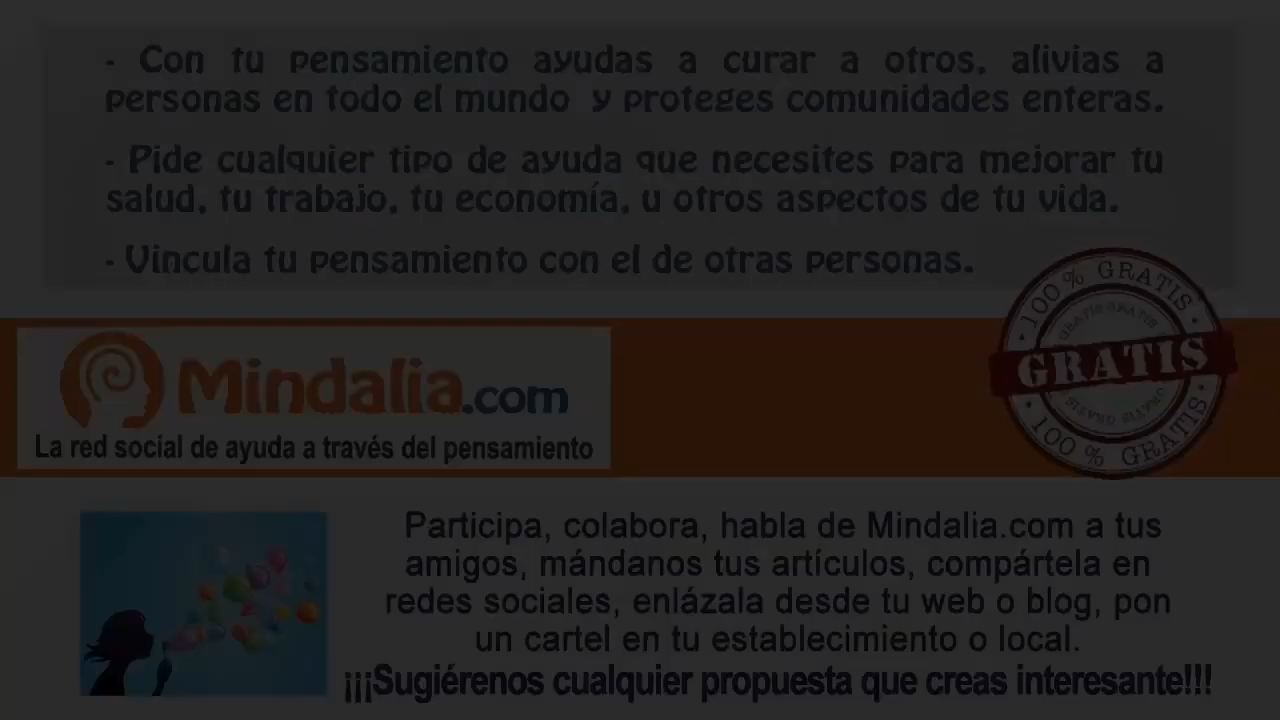 - Con tu pensamiento ayudas a curar a otros, alivias a
personas en todo el mundo y proteges comunidades enteras.
- Pide cualquier tipo de ayuda que necesites para mejorar tu
salud, tu trabajo, tu economía, u otros aspectos de tu vida.
- Vincula tu pensamiento con el de otras personas.
100 % GRATIS
GRATIS GRATIS
GRATIS
GRATIS GRATIS
100 % GRATIS
Mindalia.com
La red social de ayuda a través del pensamiento
Participa, colabora, habla de Mindalia.com a tus
amigos, mándanos tus artículos, compártela en
redes sociales, enlázala desde tu web o blog, pon
un cartel en tu establecimiento o local.
¡¡¡Sugiérenos cualquier propuesta que creas interesante!!!